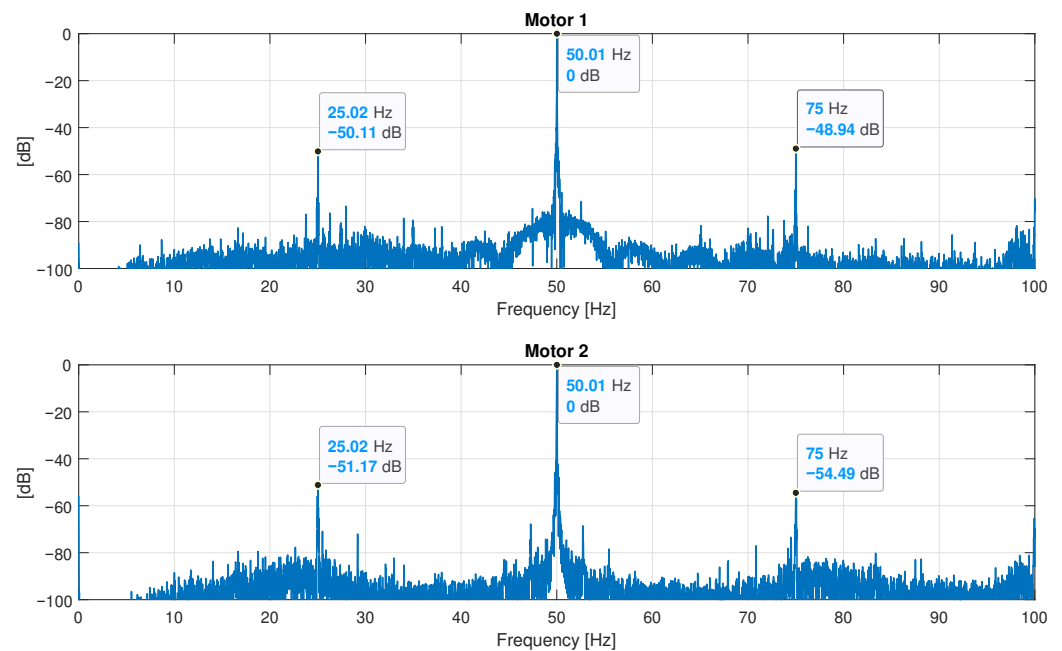 Motor 1
0
−20
−40
−60
−80
−100
[dB]
50.01 Hz
0 dB
25.02 Hz
−50.11 dB
75 Hz
−48.94 dB
0 10 20 30 40 50 60 70 80 90 100
Frequency [Hz]
Motor 2
0
−20
−40
−60
−80
−100
[dB]
50.01 Hz
0 dB
25.02 Hz
−51.17 dB
75 Hz
−54.49 dB
0 10 20 30 40 50 60 70 80 90 100
Frequency [Hz]